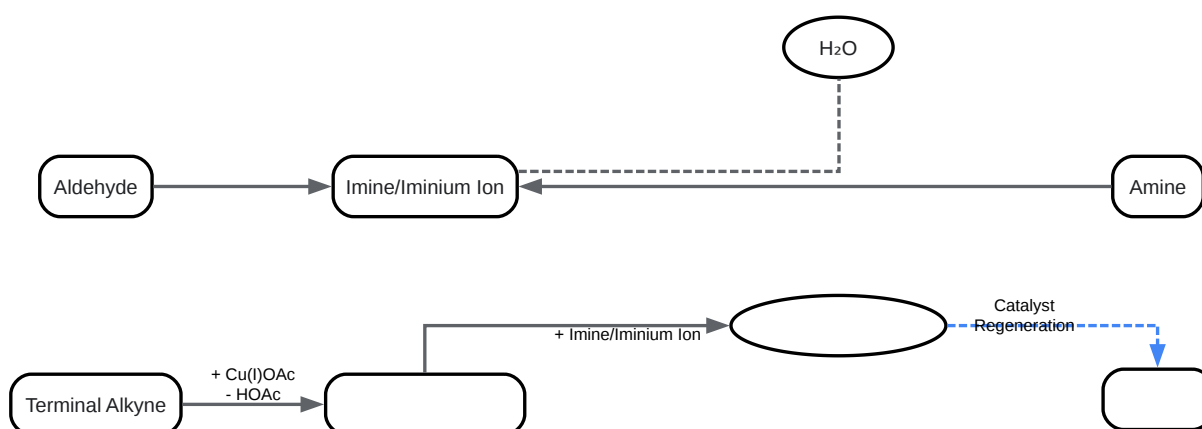 H₂O
Aldehyde
Imine/Iminium Ion
Amine
Catalyst
Regeneration
+ Imine/Iminium Ion
+ Cu(I)OAc
- HOAc
Terminal Alkyne